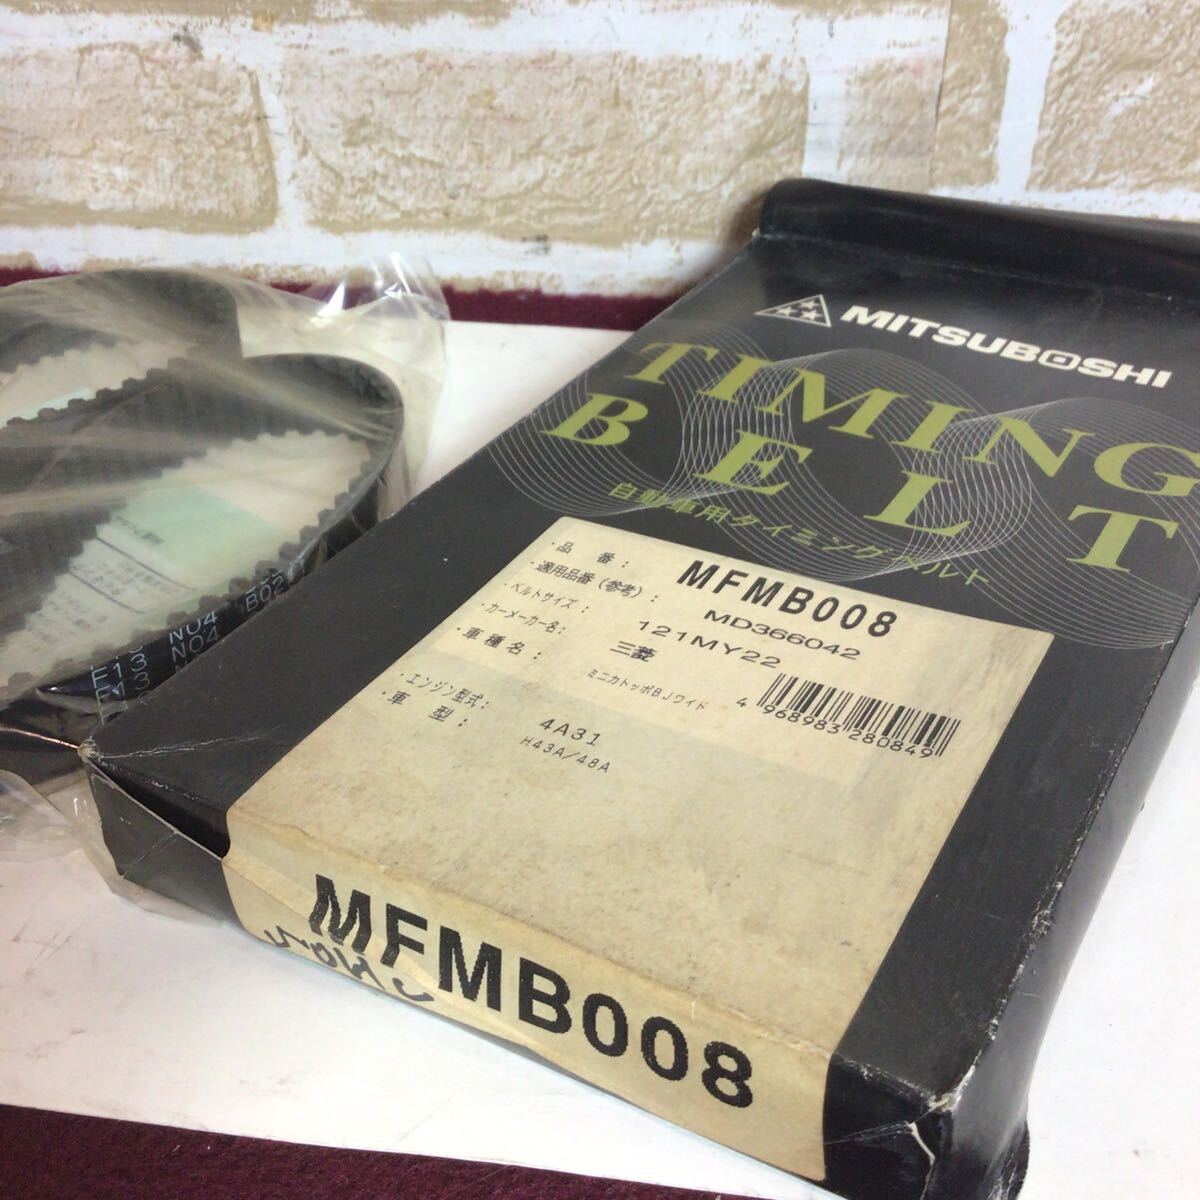 MITSUBOSHI
TIMING
BELT
自動車用タイミングベルト
・品　番： MFMB008
・適用品番(参考)： MD366042
・ベルトサイズ： 121MY22
・カーメーカー名： 三菱
・車種名： ミニカトッポBJワイド
・エンジン型式： 4A31
・車　型： H43A/48A
4 968983 280849
MFMB008
N04 B02
N04